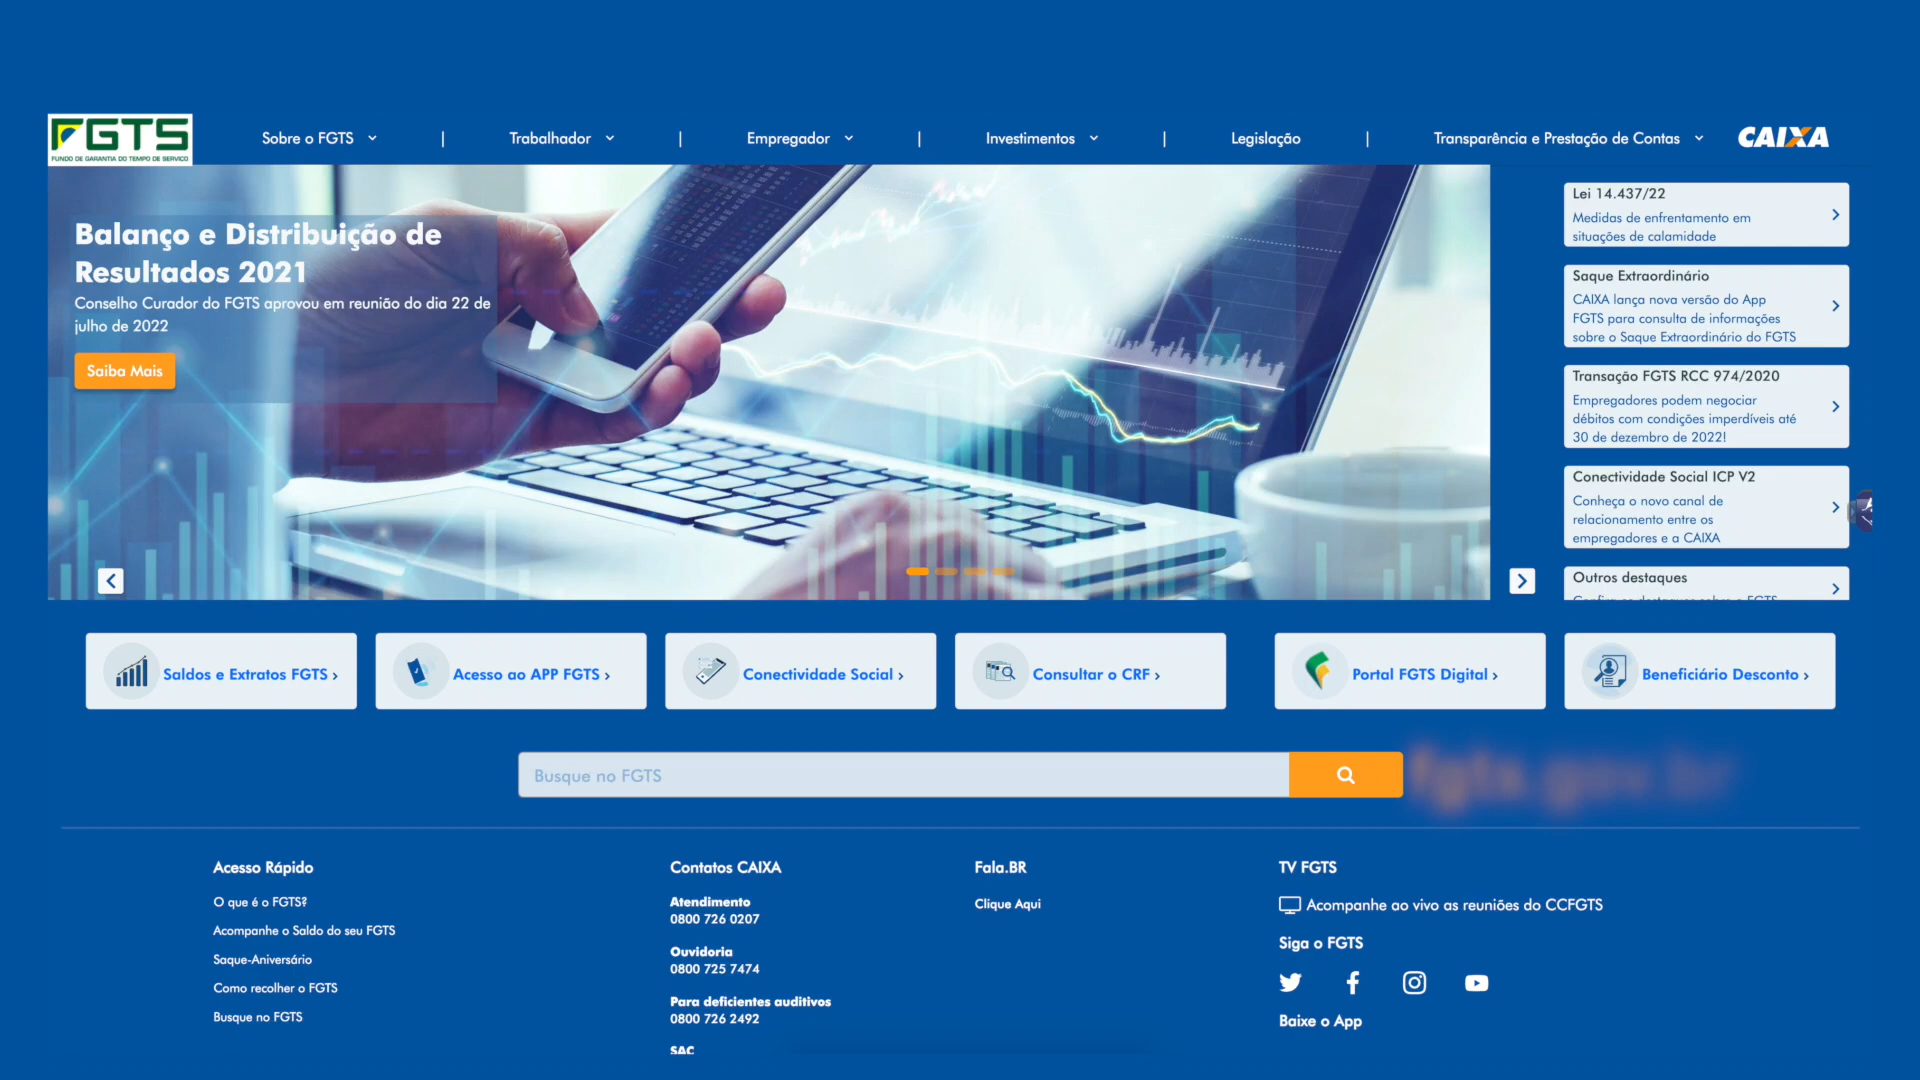 FGTS
FUNDO DE GARANTIA DO TEMPO DE SERVIÇO
Sobre o FGTS
Trabalhador
Empregador
Investimentos
Legislação
Transparência e Prestação de Contas
CAIXA
Balanço e Distribuição de
Resultados 2021
Conselho Curador do FGTS aprovou em reunião do dia 22 de
julho de 2022
Saiba Mais
Lei 14.437/22
Medidas de enfrentamento em
situações de calamidade
Saque Extraordinário
CAIXA lança nova versão do App
FGTS para consulta de informações
sobre o Saque Extraordinário do FGTS
Transação FGTS RCC 974/2020
Empregadores podem negociar
débitos com condições imperdíveis até
30 de dezembro de 2022!
Conectividade Social ICP V2
Conheça o novo canal de
relacionamento entre os
empregadores e a CAIXA
Outros destaques
Confira os destaques sobre o FGTS
Saldos e Extratos FGTS ›
Acesso ao APP FGTS ›
Conectividade Social ›
Consultar o CRF ›
Portal FGTS Digital ›
Beneficiário Desconto ›
Busque no FGTS
fgts.gov.br
Acesso Rápido
O que é o FGTS?
Acompanhe o Saldo do seu FGTS
Saque-Aniversário
Como recolher o FGTS
Busque no FGTS
Contatos CAIXA
Atendimento
0800 726 0207
Ouvidoria
0800 725 7474
Para deficientes auditivos
0800 726 2492
SAC
Fala.BR
Clique Aqui
TV FGTS
Acompanhe ao vivo as reuniões do CCFGTS
Siga o FGTS
Baixe o App